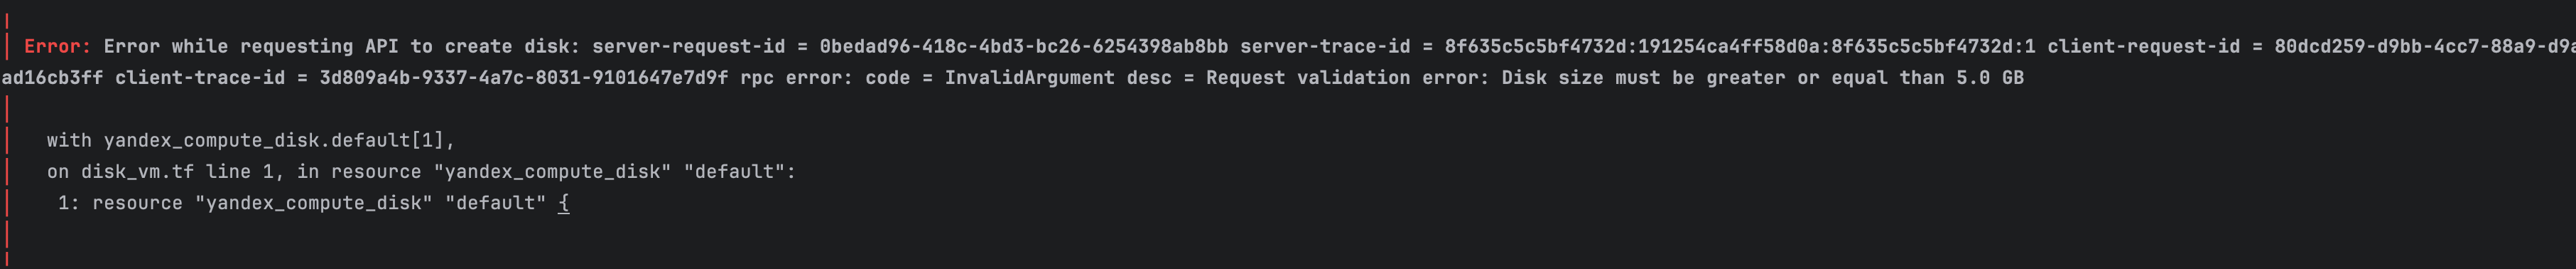 Error: Error while requesting API to create disk: server-request-id = 0bedad96-418c-4bd3-bc26-6254398ab8bb server-trace-id = 8f635c5c5bf4732d:191254ca4ff58d0a:8f635c5c5bf4732d:1 client-request-id = 80dcd259-d9bb-4cc7-88a9-d9a
ad16cb3ff client-trace-id = 3d809a4b-9337-4a7c-8031-9101647e7d9f rpc error: code = InvalidArgument desc = Request validation error: Disk size must be greater or equal than 5.0 GB
with yandex_compute_disk.default[1],
on disk_vm.tf line 1, in resource "yandex_compute_disk" "default":
1: resource "yandex_compute_disk" "default" {